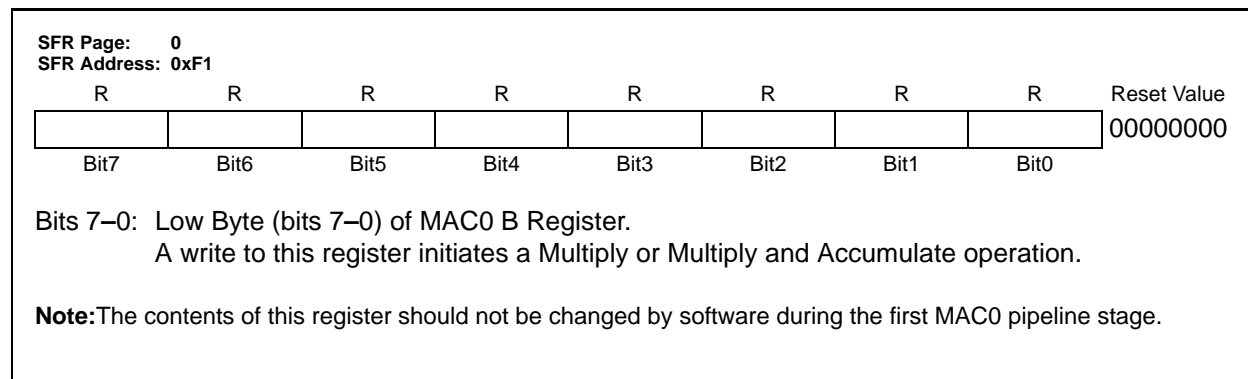 SFR Page: 0
SFR Address: 0xF1
R R R R R R R R Reset Value
00000000
Bit7 Bit6 Bit5 Bit4 Bit3 Bit2 Bit1 Bit0
Bits 7–0: Low Byte (bits 7–0) of MAC0 B Register.
A write to this register initiates a Multiply or Multiply and Accumulate operation.
Note:The contents of this register should not be changed by software during the first MAC0 pipeline stage.